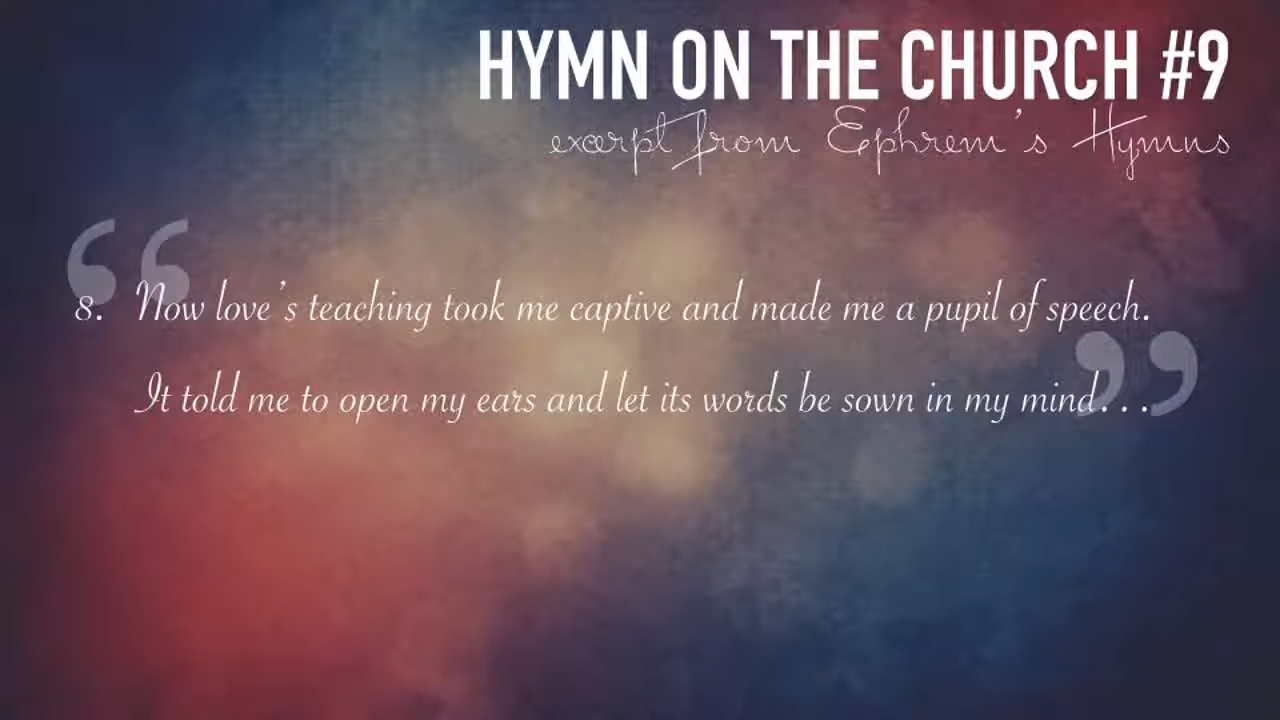 HYMN ON THE CHURCH #9
excerpt from Ephrem's Hymns
“
8. Now love's teaching took me captive and made me a pupil of speech.
It told me to open my ears and let its words be sown in my mind...
”